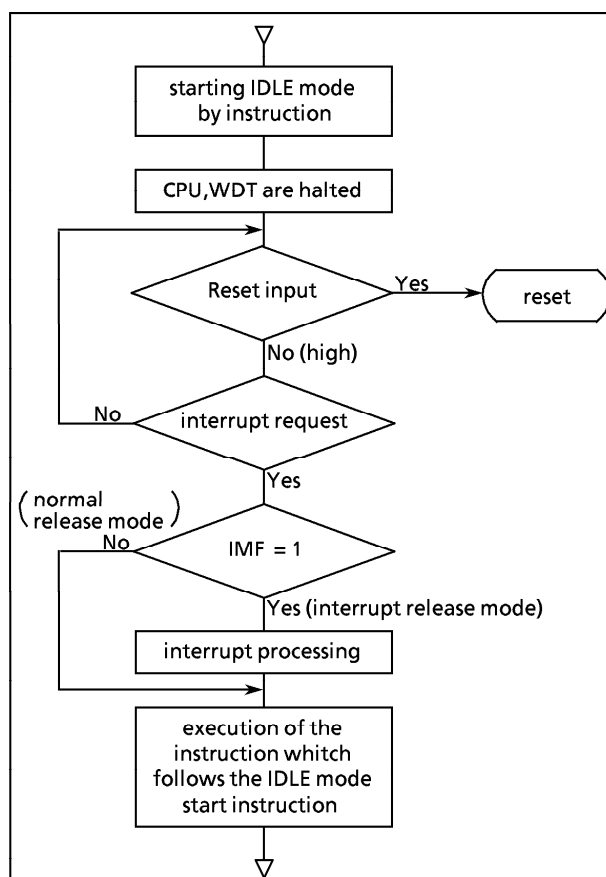 starting IDLE mode
by instruction
CPU,WDT are halted
Reset input
Yes
reset
No (high)
No
interrupt request
Yes
(normal
release mode)
No
IMF = 1
Yes (interrupt release mode)
interrupt processing
execution of the
instruction whitch
follows the IDLE mode
start instruction